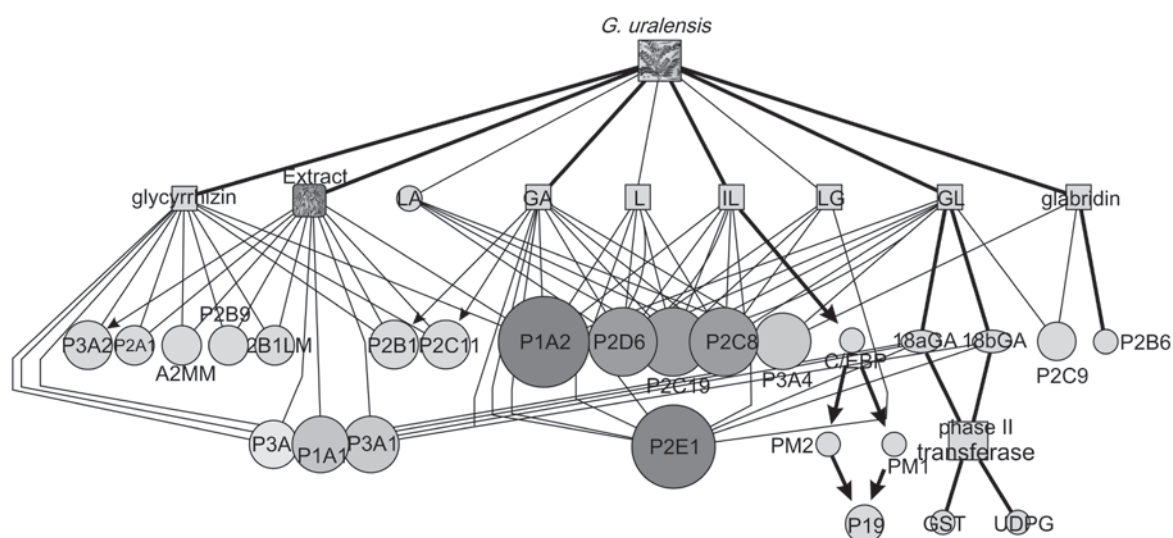 G. uralensis
glycyrrhizin
Extract
LA
GA
L
IL
LG
GL
glabridin
P3A2
P2A1
A2MM
P2B9
2B1LM
P2B1
P2C11
P1A2
P2D6
P2C19
P2C8
P3A4
C/EBP
18aGA
18bGA
P2C9
P2B6
P3A
P1A1
P3A1
P2E1
PM2
PM1
phase II
transferase
P19
GST
UDPG